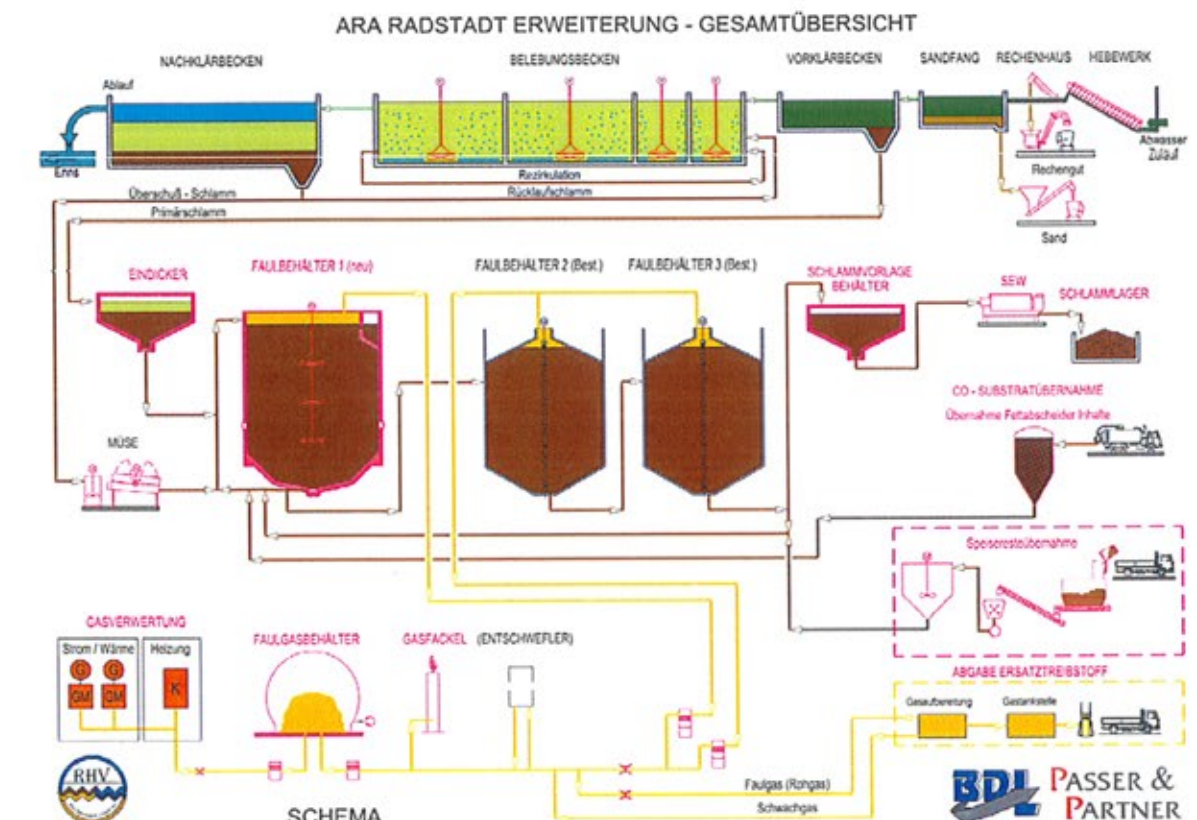 ARA RADSTADT ERWEITERUNG - GESAMTÜBERSICHT
NACHKLÄRBECKEN
BELEBUNGSBECKEN
VORKLÄRBECKEN
SANDFANG
RECHENHAUS
HEBEWERK
Ablauf
Enns
Abwasser
Zulauf
Rezirkulation
Rechengut
Überschuß - Schlamm
Rücklaufschlamm
Primärschlamm
Sand
EINDICKER
FAULBEHÄLTER 1 (neu)
FAULBEHÄLTER 2 (Best.)
FAULBEHÄLTER 3 (Best.)
SCHLAMMVORLAGE
BEHÄLTER
SEW
SCHLAMMLAGER
CO - SUBSTRATÜBERNAHME
Übernahme Fettabscheider Inhalte
MÜSE
Speiseresteübernahme
GASVERWERTUNG
Strom / Wärme
Heizung
G
G
GM
GM
K
FAULGASBEHÄLTER
GASFACKEL
(ENTSCHWEFLER)
ABGABE ERSATZTREIBSTOFF
Gasaufbereitung
Gastankstelle
Faulgas (Rohgas)
Schwachgas
RHV
SCHEMA
BDL
PASSER &
PARTNER